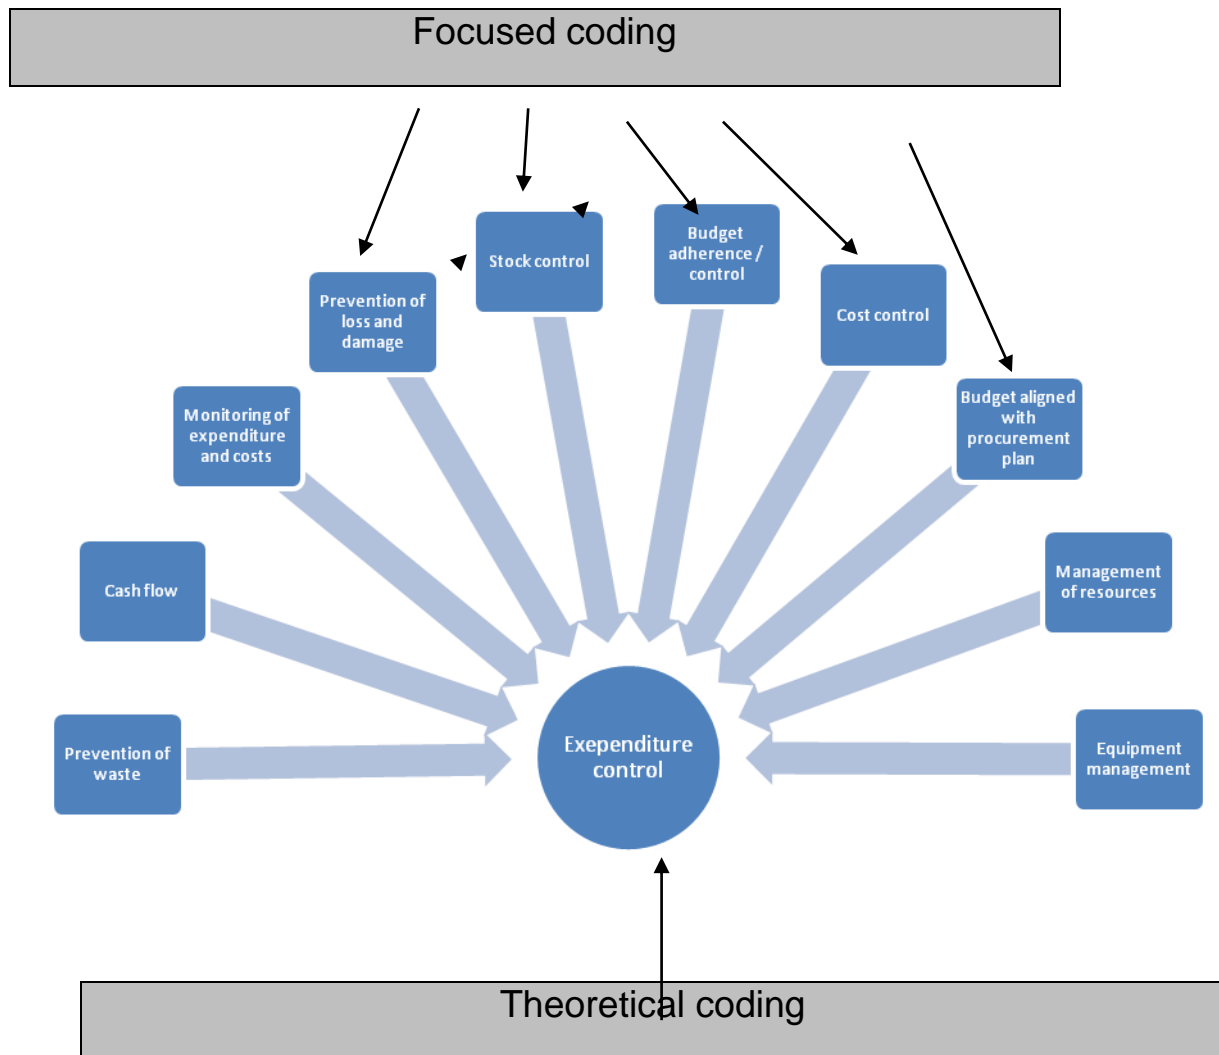 Focused coding
Stock control
Budget
adherence /
control
Prevention of
loss and
damage
Cost control
Monitoring of
expenditure
and costs
Budget aligned
with
procurement
plan
Cash flow
Management
of resources
Prevention of
waste
Exependiture
control
Equipment
management
Theoretical coding